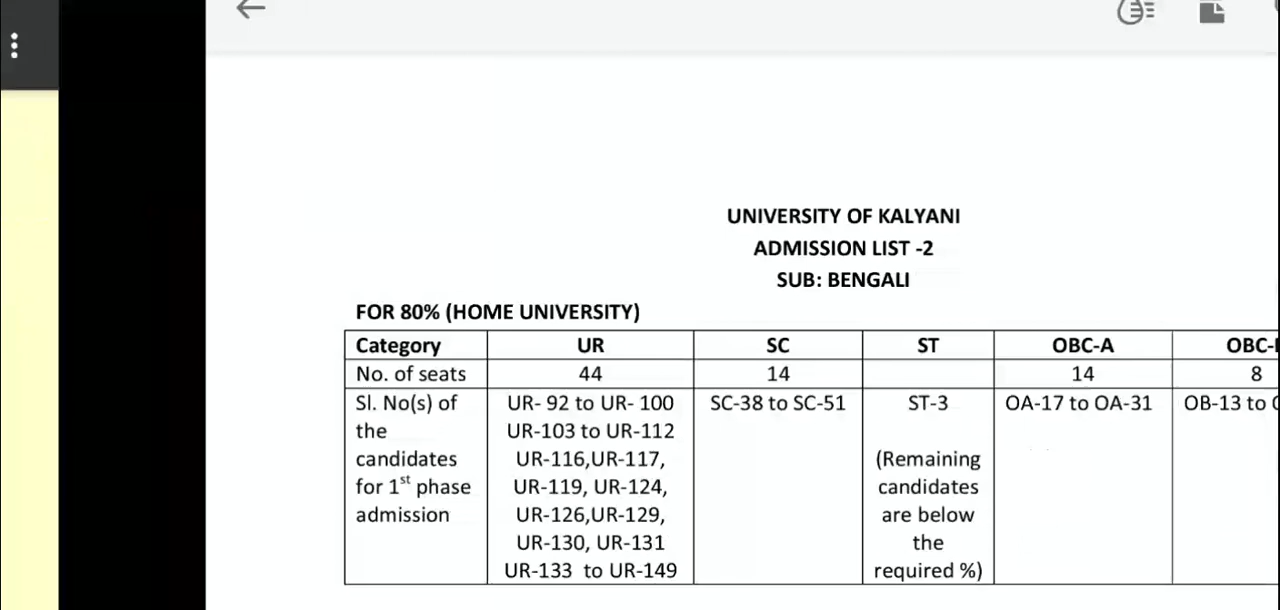 UNIVERSITY OF KALYANI
ADMISSION LIST -2
SUB: BENGALI
FOR 80% (HOME UNIVERSITY)
Category UR SC ST OBC-A
No. of seats 44 14 14 8
Sl. No(s) of the candidates for 1st phase admission
UR- 92 to UR- 100
UR-103 to UR-112
UR-116,UR-117,
UR-119, UR-124,
UR-126,UR-129,
UR-130, UR-131
UR-133 to UR-149
SC-38 to SC-51
ST-3
(Remaining
candidates
are below
the
required %)
OA-17 to OA-31
OB-13 to